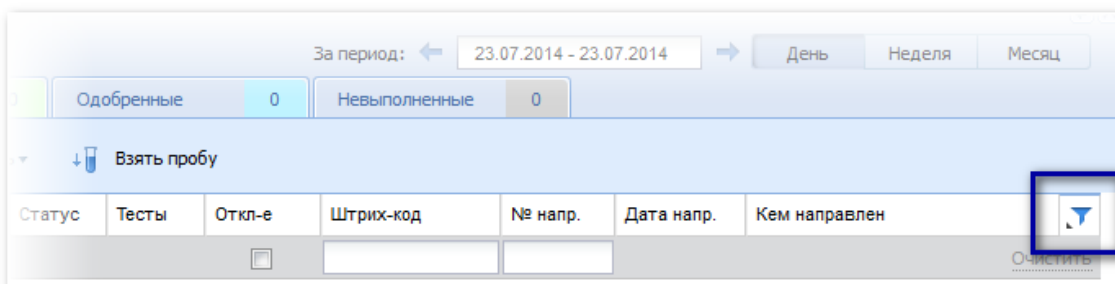 За период: 23.07.2014 - 23.07.2014 День Неделя Месяц
0 Одобренные 0 Невыполненные 0
Взять пробу
Статус Тесты Откл-е Штрих-код № напр. Дата напр. Кем направлен
Очистить